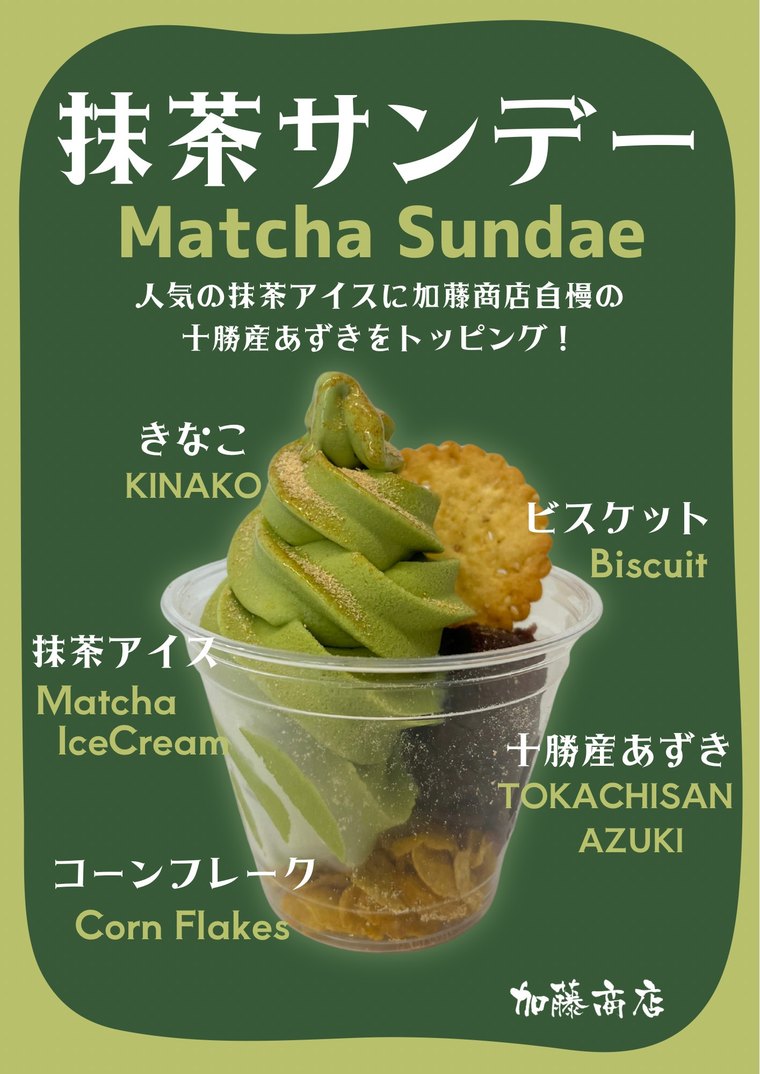 抹茶サンデー
Matcha Sundae
人気の抹茶アイスに加藤商店自慢の
十勝産あずきをトッピング！
きなこ
KINAKO
ビスケット
Biscuit
抹茶アイス
Matcha
IceCream
十勝産あずき
TOKACHISAN
AZUKI
コーンフレーク
Corn Flakes
加藤商店